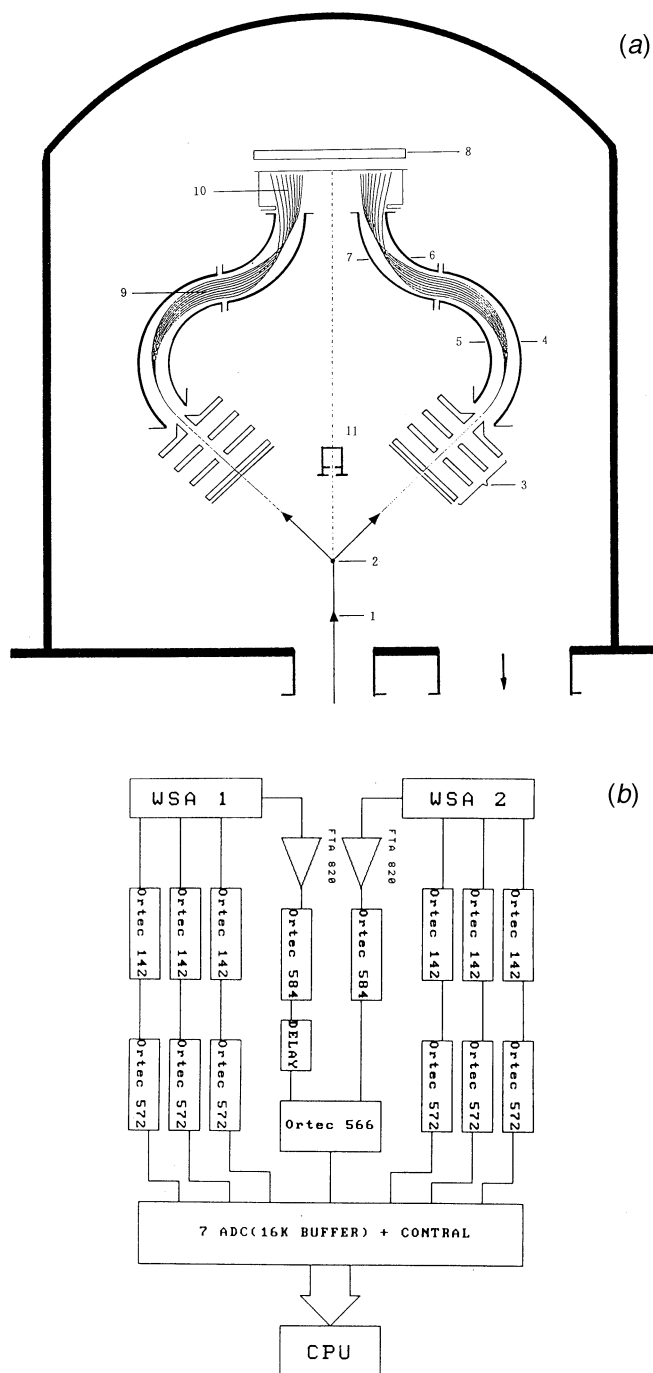 (a)
8
10
6
7
9
5
4
11
3
2
1
(b)
WSA 1
WSA 2
FTA 820
FTA 820
Ortec 142
Ortec 142
Ortec 142
Ortec 584
Ortec 584
Ortec 142
Ortec 142
Ortec 142
DELAY
Ortec 572
Ortec 572
Ortec 572
Ortec 566
Ortec 572
Ortec 572
Ortec 572
7 ADC(16K BUFFER) + CONTRAL
CPU